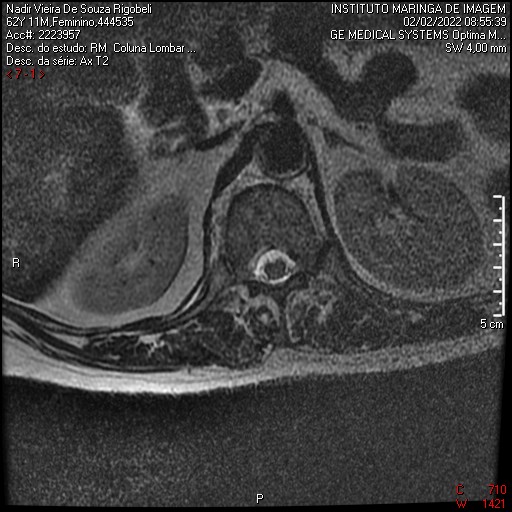 Nadir Vieira De Souza Rigobeli
62Y 11M,Feminino,444535
Acc#: 2223957
Desc. do estudo: RM Coluna Lombar ...
Desc. da série: Ax T2
<7-1>
INSTITUTO MARINGA DE IMAGEM
02/02/2022 08:55:39
GE MEDICAL SYSTEMS Optima M...
SW 4,00 mm
R
5 cm
P
C 710
W 1421